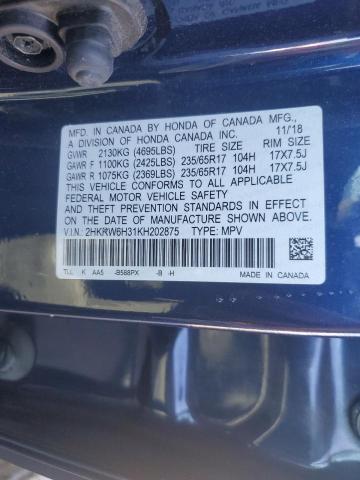 MFD. IN CANADA BY HONDA OF CANADA MFG.,
A DIVISION OF HONDA CANADA INC. 11/18
TIRE SIZE RIM SIZE
GVWR 2130KG (4695LBS)
GAWR F 1100KG (2425LBS) 235/65R17 104H 17X7.5J
GAWR R 1075KG (2369LBS) 235/65R17 104H 17X7.5J
THIS VEHICLE CONFORMS TO ALL APPLICABLE
FEDERAL MOTOR VEHICLE SAFETY STANDARDS IN EFFECT
ON THE DATE OF MANUFACTURE SHOWN ABOVE.
V.I.N.: 2HKRW6H31KH202875 TYPE: MPV
TLL K AA5 -B588PX -B -H
MADE IN CANADA